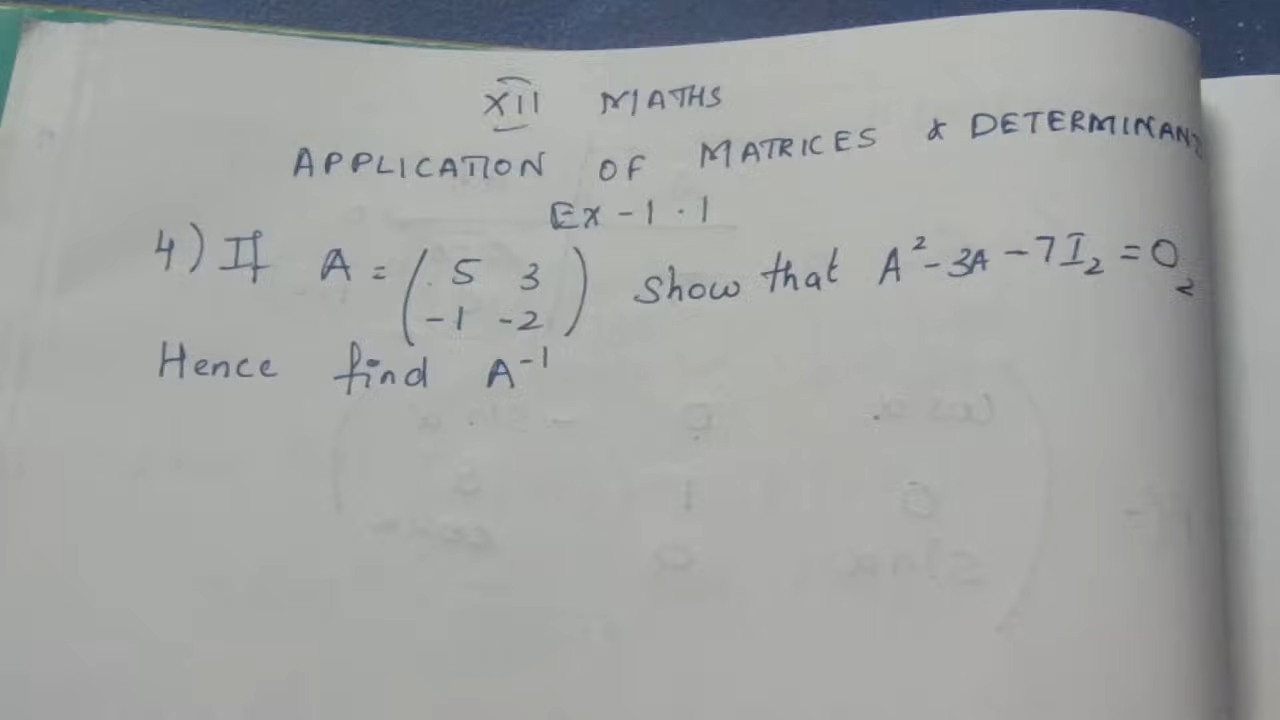 XII MATHS
APPLICATION OF MATRICES & DETERMINANT
Ex - 1.1
4) If A = ( 5 3 ) show that A² - 3A - 7I₂ = O₂
-1 -2
Hence find A⁻¹